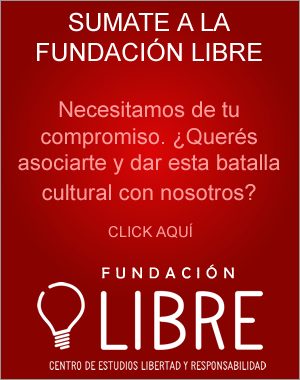 SUMATE A LA
FUNDACIÓN LIBRE
Necesitamos de tu
compromiso. ¿Querés
asociarte y dar esta batalla
cultural con nosotros?
CLICK AQUÍ
FUNDACIÓN
LIBRE
CENTRO DE ESTUDIOS LIBERTAD Y RESPONSABILIDAD